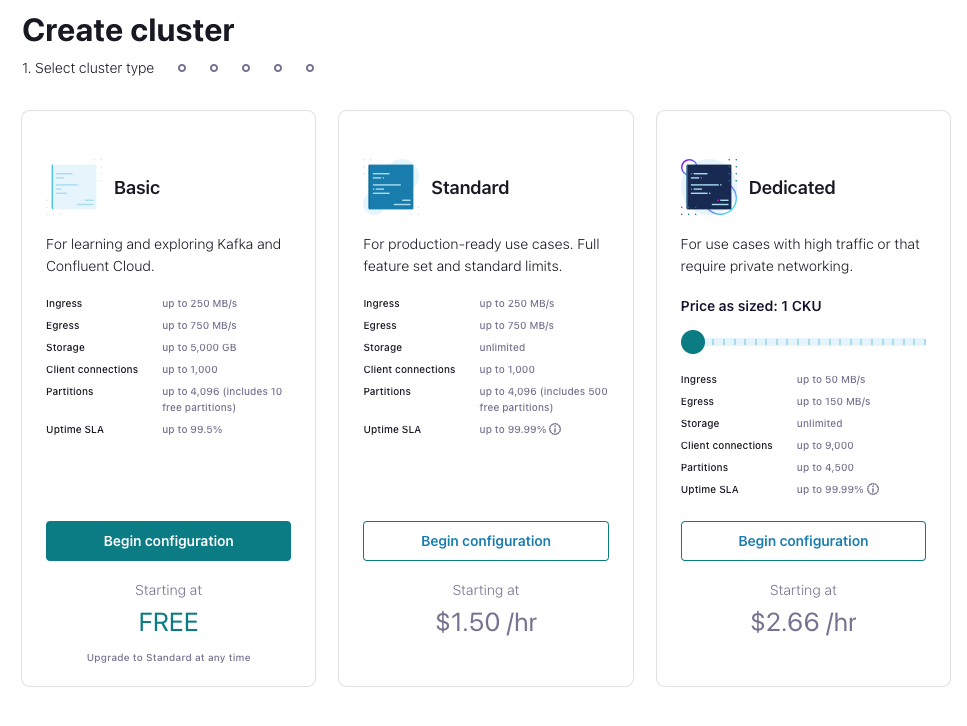 Create cluster
1. Select cluster type
Basic
For learning and exploring Kafka and
Confluent Cloud.
Ingress up to 250 MB/s
Egress up to 750 MB/s
Storage up to 5,000 GB
Client connections up to 1,000
Partitions up to 4,096 (includes 10
free partitions)
Uptime SLA up to 99.5%
Begin configuration
Starting at
FREE
Upgrade to Standard at any time
Standard
For production-ready use cases. Full
feature set and standard limits.
Ingress up to 250 MB/s
Egress up to 750 MB/s
Storage unlimited
Client connections up to 1,000
Partitions up to 4,096 (includes 500
free partitions)
Uptime SLA up to 99.99%
Begin configuration
Starting at
$1.50 /hr
Dedicated
For use cases with high traffic or that
require private networking.
Price as sized: 1 CKU
Ingress up to 50 MB/s
Egress up to 150 MB/s
Storage unlimited
Client connections up to 9,000
Partitions up to 4,500
Uptime SLA up to 99.99%
Begin configuration
Starting at
$2.66 /hr